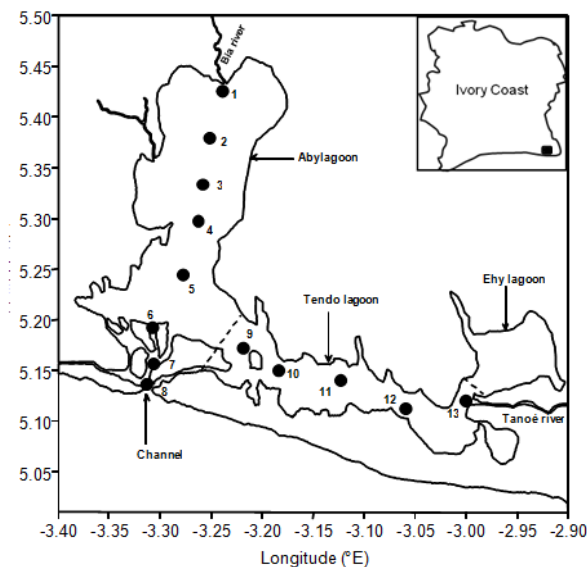 5.50
5.45
5.40
5.35
5.30
5.25
5.20
5.15
5.10
5.05
Bia river
Ivory Coast
1
2
Abylagoon
3
4
5
Ehy lagoon
Tendo lagoon
6
9
7
10
8
11
12
13
Tanoé river
Channel
-3.40 -3.35 -3.30 -3.25 -3.20 -3.15 -3.10 -3.05 -3.00 -2.95 -2.90
Longitude (°E)